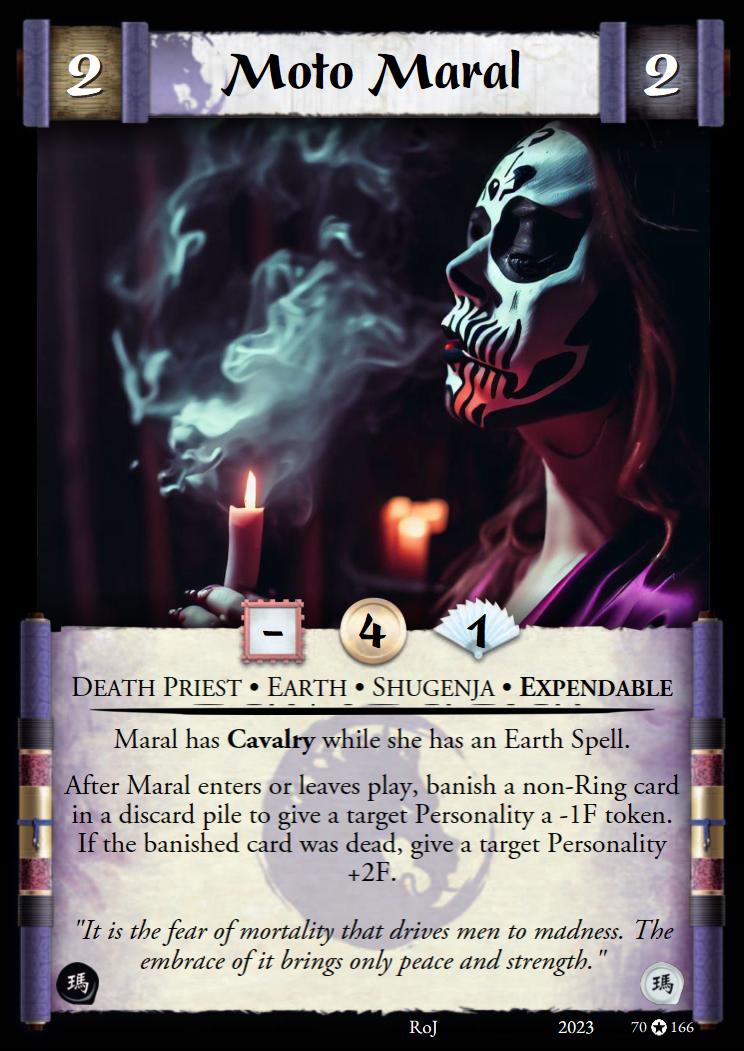 2 Moto Maral 2
- 4 1
Death Priest • Earth • Shugenja • Expendable
Maral has Cavalry while she has an Earth Spell.
After Maral enters or leaves play, banish a non-Ring card
in a discard pile to give a target Personality a -1F token.
If the banished card was dead, give a target Personality
+2F.
"It is the fear of mortality that drives men to madness. The
embrace of it brings only peace and strength."
瑪 瑪
RoJ 2023 70 ✪ 166